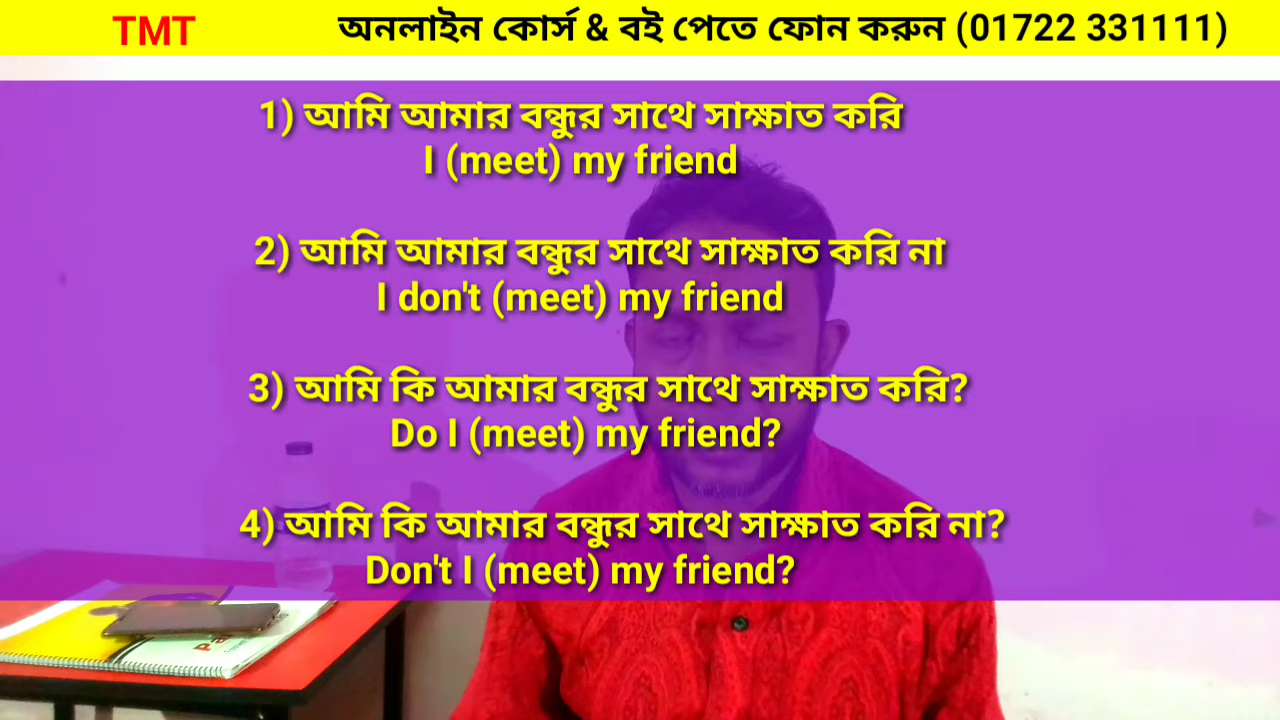 TMT অনলাইন কোর্স & বই পেতে ফোন করুন (01722 331111)
1) আমি আমার বন্ধুর সাথে সাক্ষাত করি
I (meet) my friend
2) আমি আমার বন্ধুর সাথে সাক্ষাত করি না
I don't (meet) my friend
3) আমি কি আমার বন্ধুর সাথে সাক্ষাত করি?
Do I (meet) my friend?
4) আমি কি আমার বন্ধুর সাথে সাক্ষাত করি না?
Don't I (meet) my friend?